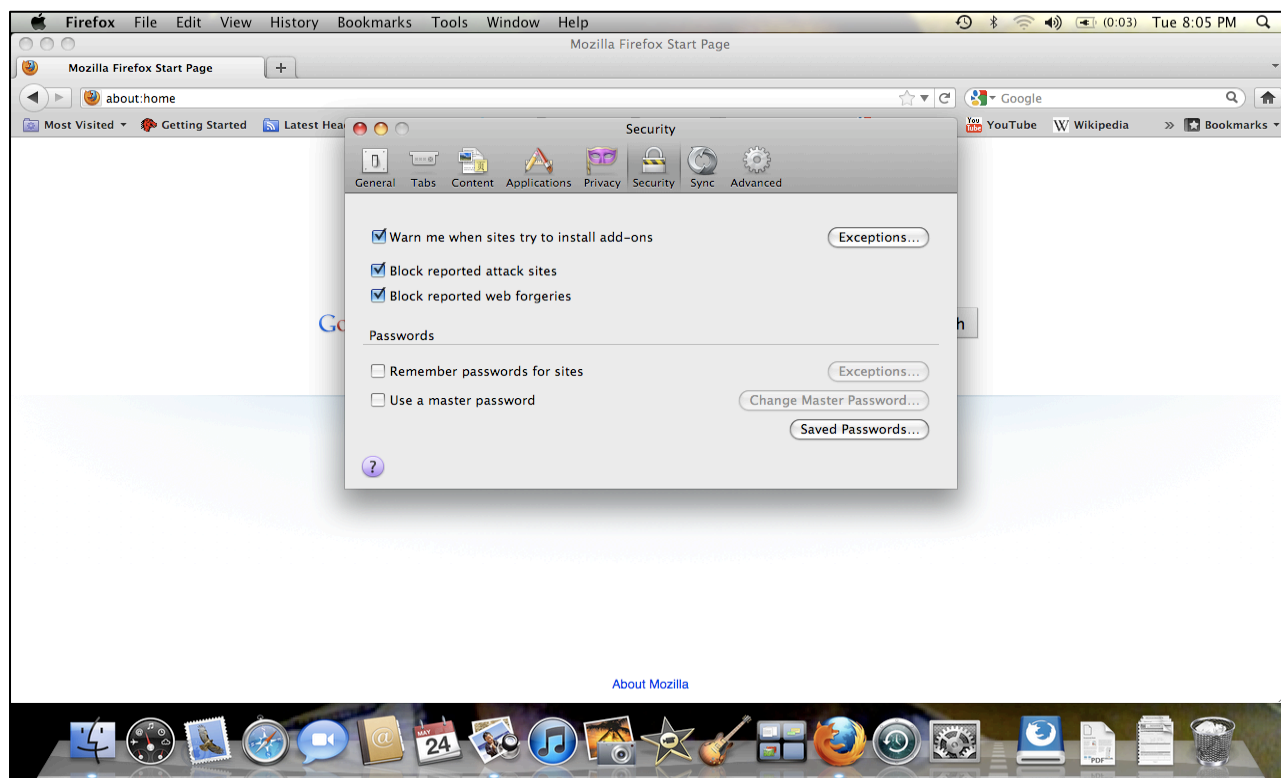 Firefox File Edit View History Bookmarks Tools Window Help (0:03) Tue 8:05 PM
Mozilla Firefox Start Page
Mozilla Firefox Start Page +
about:home Google
Most Visited Getting Started Latest Hea YouTube Wikipedia » Bookmarks
Security
General Tabs Content Applications Privacy Security Sync Advanced
Warn me when sites try to install add-ons Exceptions...
Block reported attack sites
Block reported web forgeries
Go h
Passwords
Remember passwords for sites Exceptions...
Use a master password Change Master Password...
Saved Passwords...
?
About Mozilla
MAY
24
PDF